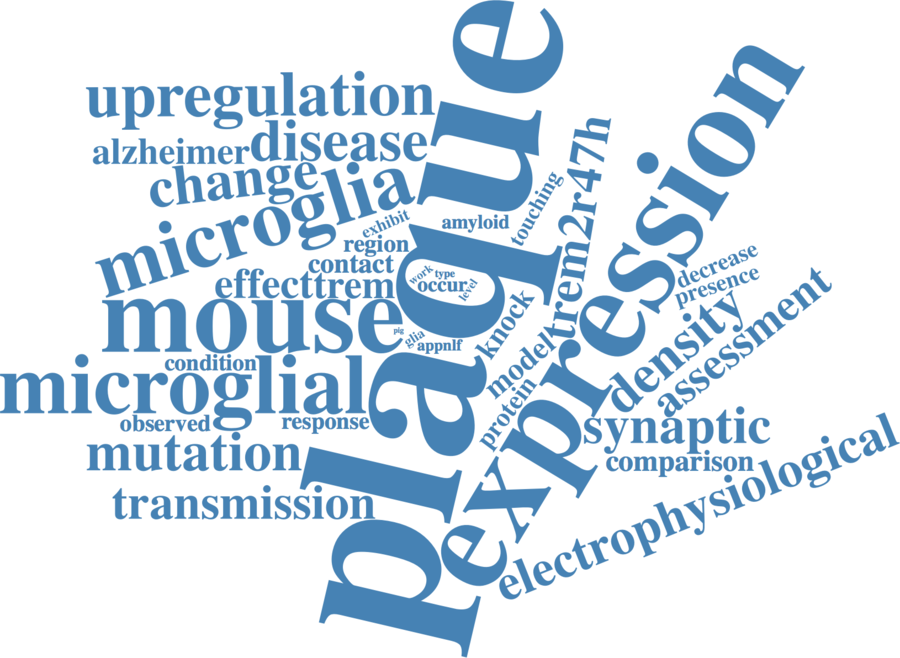 plaque
expression
upregulation
alzheimer
disease
change
microglia
exhibit
region
contact
effect
trem
mouse
condition
microglial
observed
response
mutation
transmission
amyloid
touching
trem2r47h
work
type
occur
level
pig
glia
appnlf
knock
model
protein
decrease
presence
density
assessment
synaptic
comparison
electrophysiological